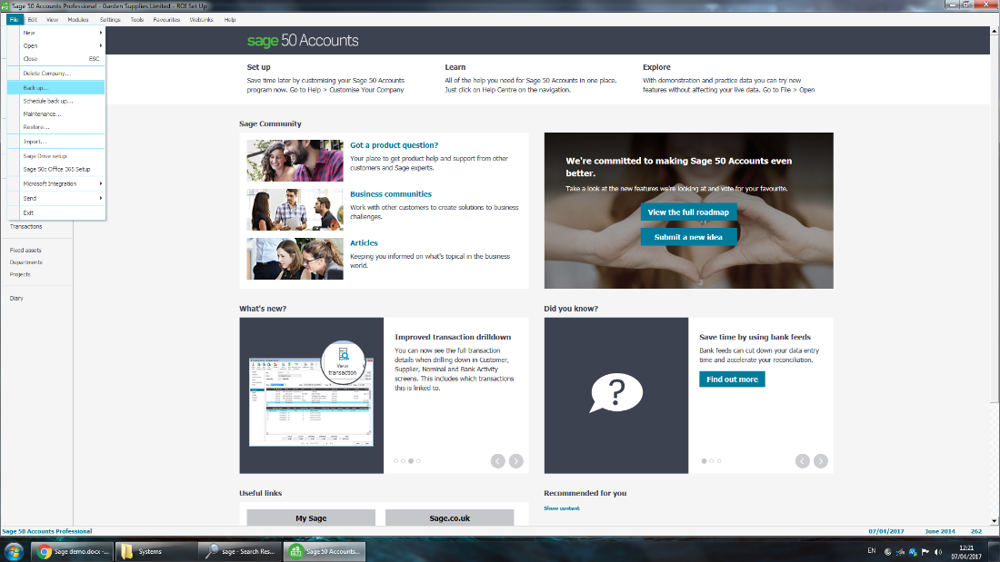 Sage 50 Accounts Professional - Garden Supplies Limited - ROI Set Up
File Edit View Modules Settings Tools Favourites WebLinks Help
New
Open
Close ESC
Delete Company...
Back up...
Schedule back up...
Maintenance...
Restore...
Import...
Sage Drive setup
Sage 50c Office 365 Setup
Microsoft Integration
Send
Exit
Transactions
Fixed assets
Departments
Projects
Diary
sage 50 Accounts
Set up
Save time later by customising your Sage 50 Accounts
program now. Go to Help > Customise Your Company
Learn
All of the help you need for Sage 50 Accounts in one place.
Just click on Help Centre on the navigation.
Explore
With demonstration and practice data you can try new
features without affecting your live data. Go to File > Open
Sage Community
Got a product question?
Your place to get product help and support from other
customers and Sage experts.
Business communities
Work with other customers to create solutions to business
challenges.
Articles
Keeping you informed on what's topical in the business
world.
We're committed to making Sage 50 Accounts even
better.
Take a look at the new features we're looking at and vote for your favourite.
View the full roadmap
Submit a new idea
What's new?
View
transaction
Improved transaction drilldown
You can now see the full transaction
details when drilling down in Customer,
Supplier, Nominal and Bank Activity
screens. This includes which transactions
this is linked to.
Did you know?
?
Save time by using bank feeds
Bank feeds can cut down your data entry
time and accelerate your reconciliation.
Find out more
Useful links
My Sage
Sage.co.uk
Recommended for you
Show content
Sage 50 Accounts Professional 07/04/2017 June 2014 262
Sage demo.docx -... Systems sage - Search Res... Sage 50 Accounts... EN 12:21
07/04/2017